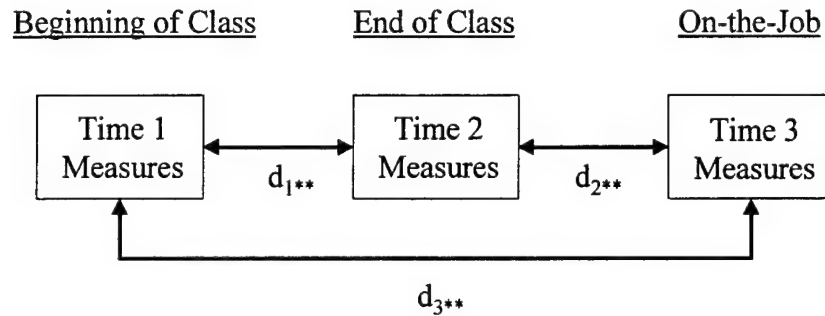 Beginning of Class End of Class On-the-Job
Time 1 Time 2 Time 3
Measures Measures Measures
d1** d2**
d3**